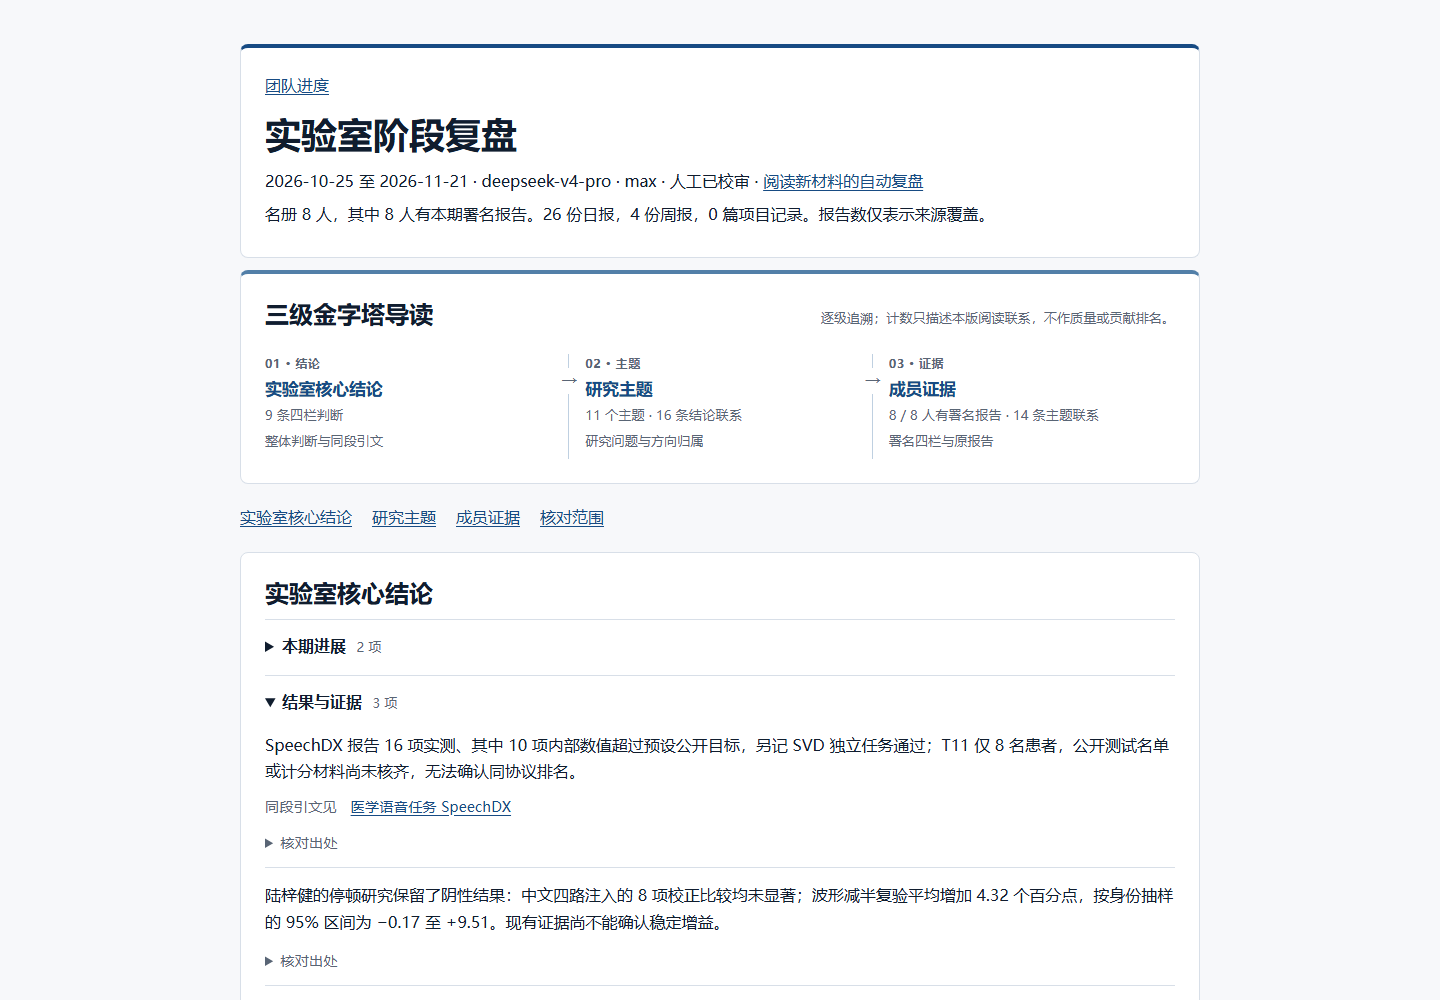 团队进度
实验室阶段复盘
2026-10-25 至 2026-11-21 · deepseek-v4-pro · max · 人工已校审 · 阅读新材料的自动复盘
名册 8 人，其中 8 人有本期署名报告。26 份日报，4 份周报，0 篇项目记录。报告数仅表示来源覆盖。
三级金字塔导读
逐级追溯；计数只描述本版阅读联系，不作质量或贡献排名。
01 · 结论
实验室核心结论
9 条四栏判断
整体判断与同段引文
→
02 · 主题
研究主题
11 个主题 · 16 条结论联系
研究问题与方向归属
→
03 · 证据
成员证据
8 / 8 人有署名报告 · 14 条主题联系
署名四栏与原报告
实验室核心结论 研究主题 成员证据 核对范围
实验室核心结论
▶ 本期进展 2 项
▼ 结果与证据 3 项
SpeechDX 报告 16 项实测、其中 10 项内部数值超过预设公开目标，另记 SVD 独立任务通过；T11 仅 8 名患者，公开测试名单
或计分材料尚未核齐，无法确认同协议排名。
同段引文见 医学语音任务 SpeechDX
▶ 核对出处
陆梓健的停顿研究保留了阴性结果：中文四路注入的 8 项校正比较均未显著；波形减半复验平均增加 4.32 个百分点，按身份抽样
的 95% 区间为 −0.17 至 +9.51。现有证据尚不能确认稳定增益。
▶ 核对出处